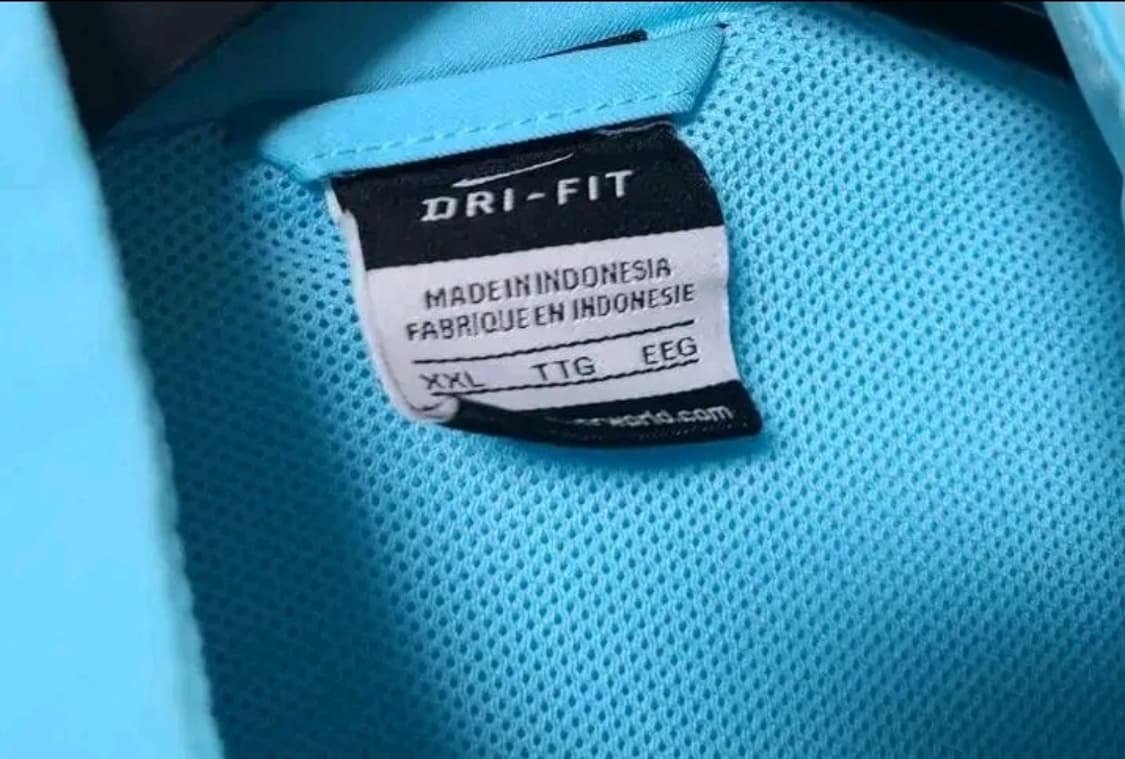 DRI-FIT
MADE IN INDONESIA
FABRIQUE EN INDONESIE
XXL TTG EEG